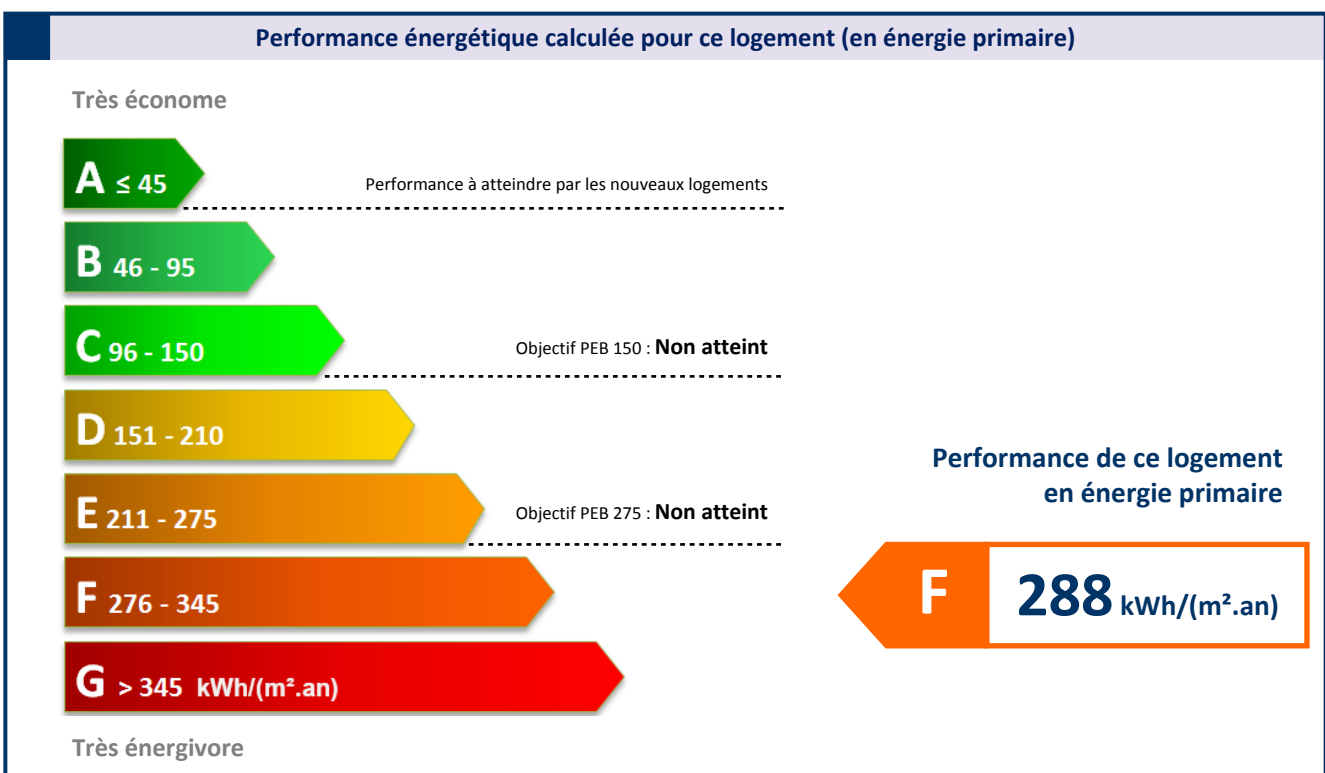 Performance énergétique calculée pour ce logement (en énergie primaire)
Très économe
A ≤ 45
Performance à atteindre par les nouveaux logements
B 46 - 95
C 96 - 150
Objectif PEB 150 : Non atteint
D 151 - 210
E 211 - 275
Objectif PEB 275 : Non atteint
F 276 - 345
G > 345 kWh/(m².an)
Très énergivore
Performance de ce logement
en énergie primaire
F 288 kWh/(m².an)